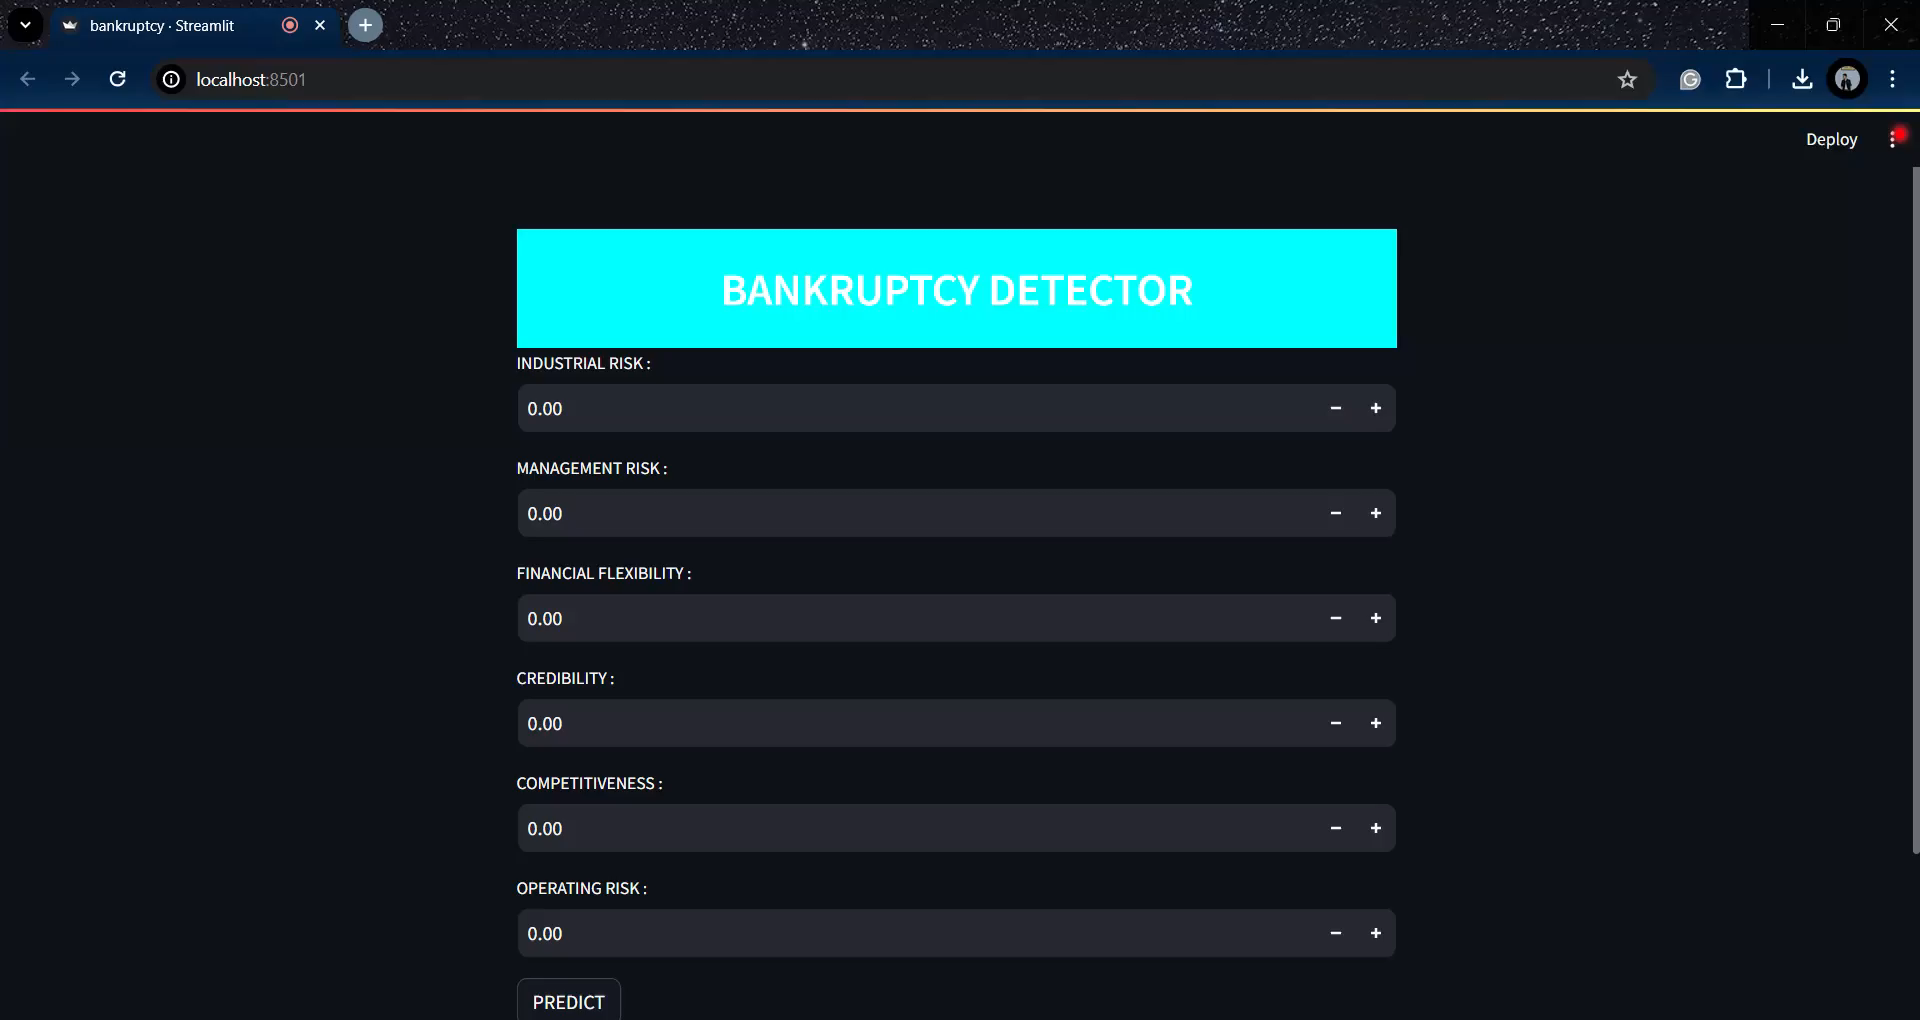 bankruptcy · Streamlit
localhost:8501
Deploy
BANKRUPTCY DETECTOR
INDUSTRIAL RISK :
0.00
MANAGEMENT RISK :
0.00
FINANCIAL FLEXIBILITY :
0.00
CREDIBILITY :
0.00
COMPETITIVENESS :
0.00
OPERATING RISK :
0.00
PREDICT